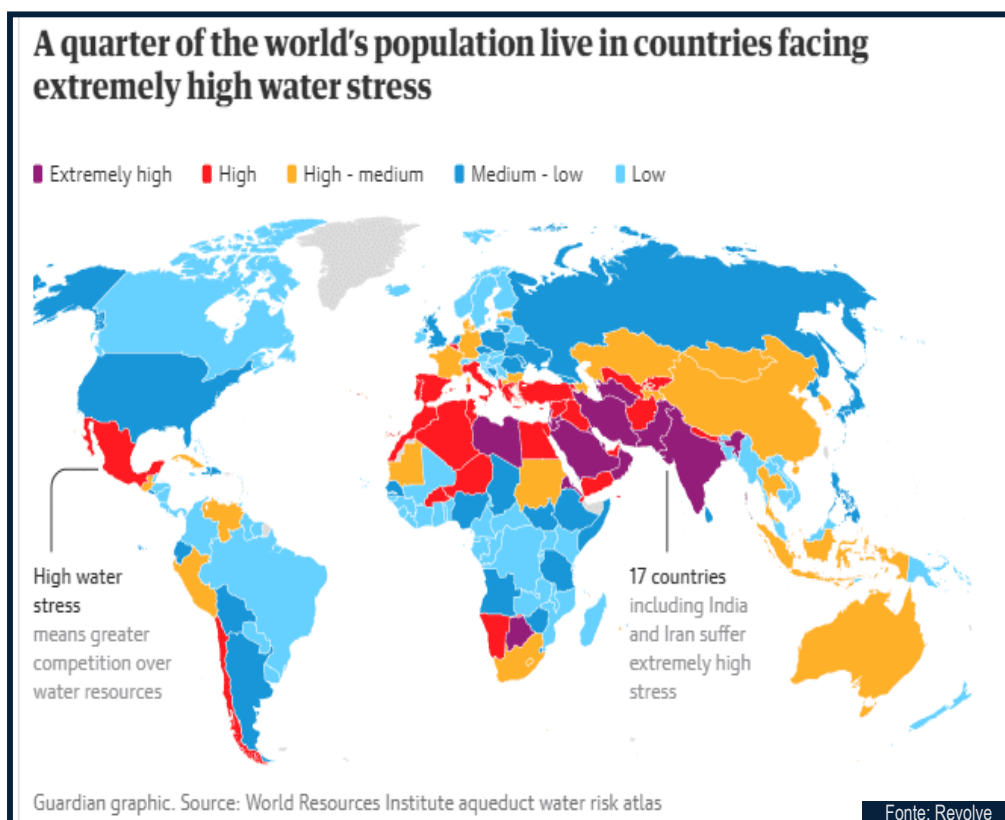 A quarter of the world's population live in countries facing
extremely high water stress
Extremely high
High
High - medium
Medium - low
Low
High water
stress
means greater
competition over
water resources
17 countries
including India
and Iran suffer
extremely high
stress
Guardian graphic. Source: World Resources Institute aqueduct water risk atlas
Fonte: Revolve